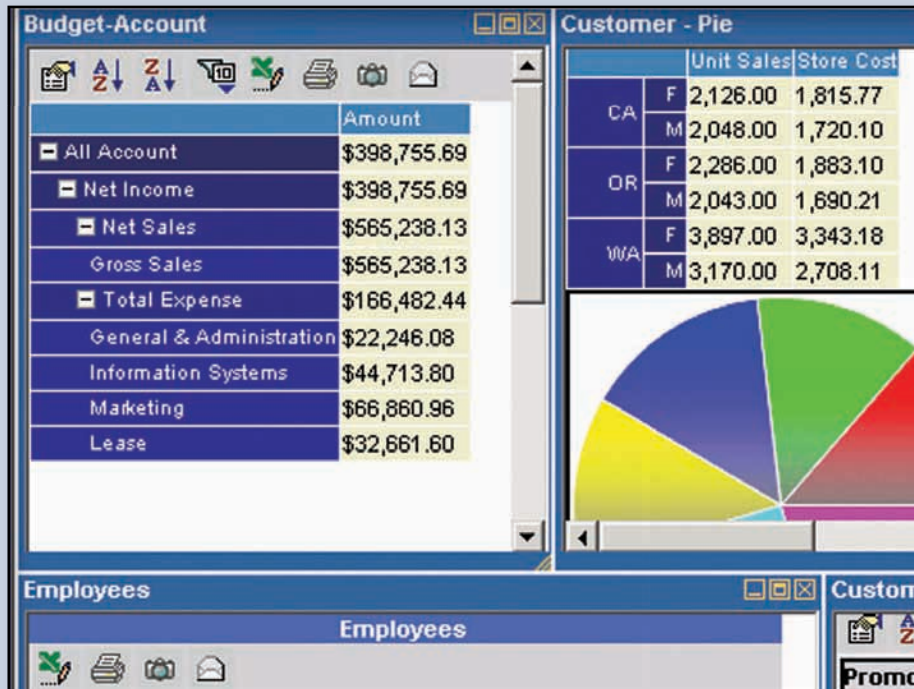 Budget-Account
Amount
All Account $398,755.69
Net Income $398,755.69
Net Sales $565,238.13
Gross Sales $565,238.13
Total Expense $166,482.44
General & Administration $22,246.08
Information Systems $44,713.80
Marketing $66,860.96
Lease $32,661.60
Customer - Pie
Unit Sales Store Cost
CA F 2,126.00 1,815.77
M 2,048.00 1,720.10
OR F 2,286.00 1,883.10
M 2,043.00 1,690.21
WA F 3,897.00 3,343.18
M 3,170.00 2,708.11
Employees
Employees
Custom
Promo